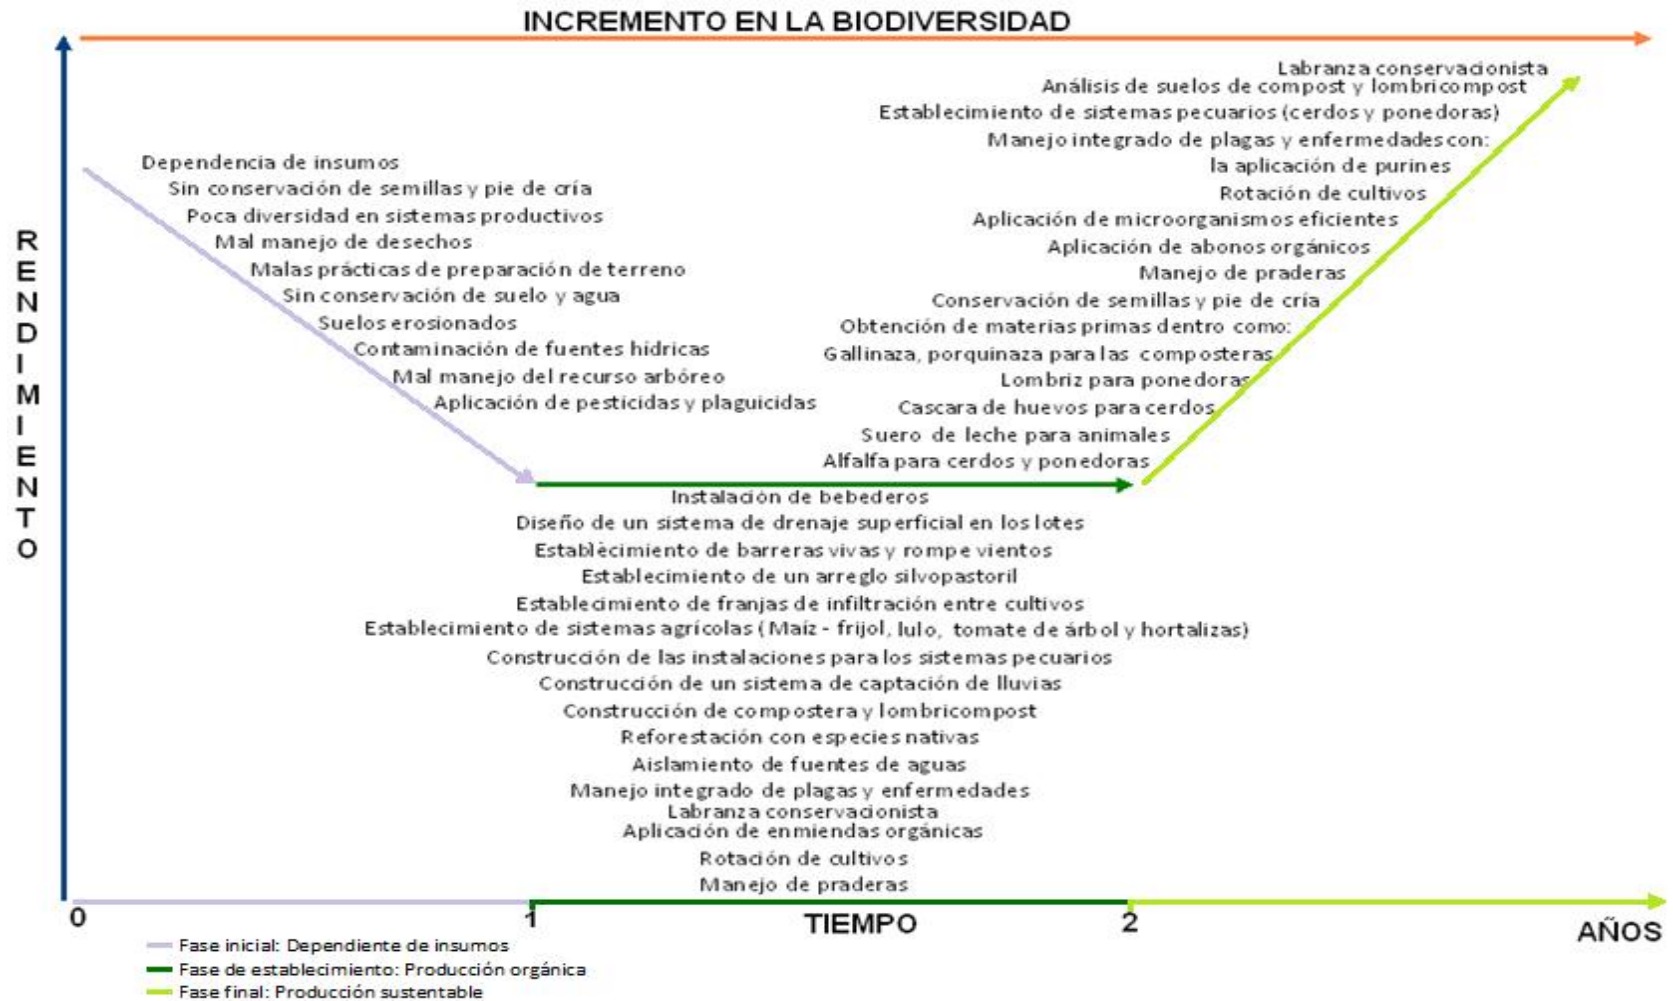 INCREMENTO EN LA BIODIVERSIDAD
RENDIMIENTO
Dependencia de insumos
Sin conservación de semillas y pie de cría
Poca diversidad en sistemas productivos
Mal manejo de desechos
Malas prácticas de preparación de terreno
Sin conservación de suelo y agua
Suelos erosionados
Contaminación de fuentes hídricas
Mal manejo del recurso arbóreo
Aplicación de pesticidas y plaguicidas
Labranza conservacionista
Análisis de suelos de compost y lombricompost
Establecimiento de sistemas pecuarios (cerdos y ponedoras)
Manejo integrado de plagas y enfermedades con:
la aplicación de purines
Rotación de cultivos
Aplicación de microorganismos eficientes
Aplicación de abonos orgánicos
Manejo de praderas
Conservación de semillas y pie de cría
Obtención de materias primas dentro como:
Gallinaza, porquinaza para las composteras
Lombriz para ponedoras
Cascara de huevos para cerdos
Suero de leche para animales
Alfalfa para cerdos y ponedoras
Instalación de bebederos
Diseño de un sistema de drenaje superficial en los lotes
Establècimiento de barreras vivas y rompe vientos
Establecimiento de un arreglo silvopastoril
Establecimiento de franjas de infiltración entre cultivos
Establecimiento de sistemas agrícolas (Maíz - frijol, lulo, tomate de árbol y hortalizas)
Construcción de las instalaciones para los sistemas pecuarios
Construcción de un sistema de captación de lluvias
Construcción de compostera y lombricompost
Reforestación con especies nativas
Aislamiento de fuentes de aguas
Manejo integrado de plagas y enfermedades
Labranza conservacionista
Aplicación de enmiendas orgánicas
Rotación de cultivos
Manejo de praderas
0 1 TIEMPO 2 AÑOS
Fase inicial: Dependiente de insumos
Fase de establecimiento: Producción orgánica
Fase final: Producción sustentable